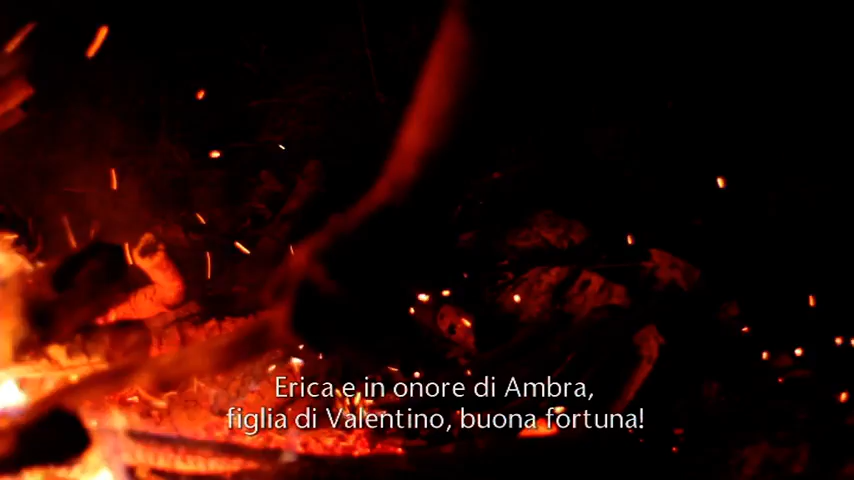 Erica e in onore di Ambra,
figlia di Valentino, buona fortuna!